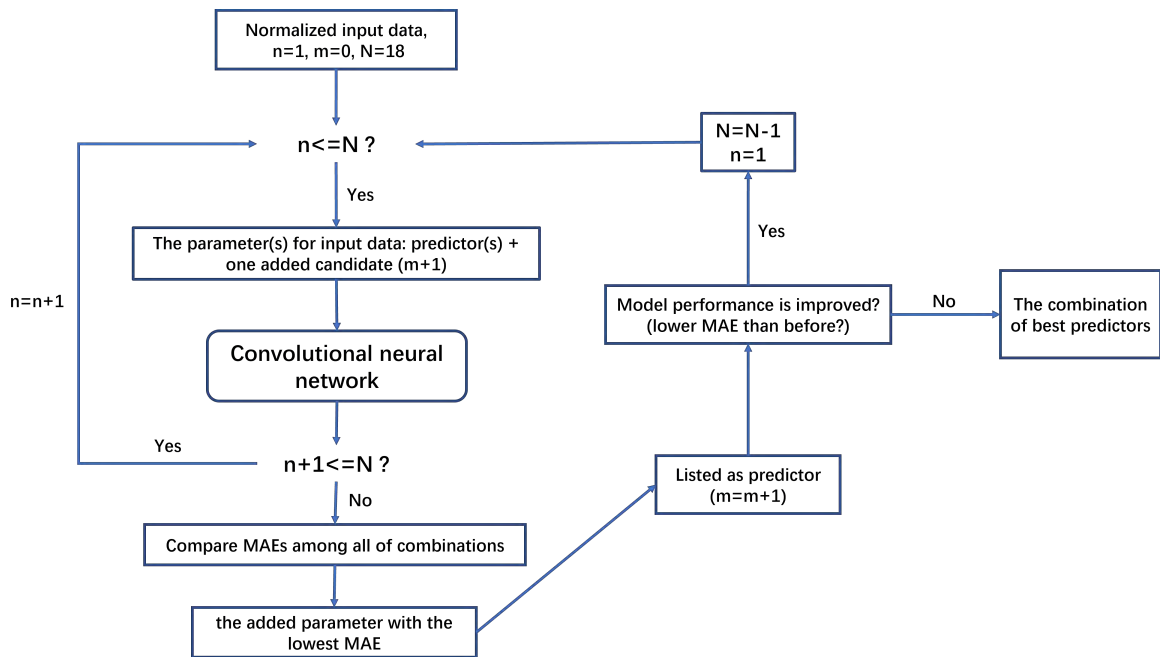 Normalized input data,
n=1, m=0, N=18
n<=N ?
Yes
The parameter(s) for input data: predictor(s) +
one added candidate (m+1)
Convolutional neural
network
n+1<=N ?
Yes
n=n+1
No
Compare MAEs among all of combinations
the added parameter with the
lowest MAE
Listed as predictor
(m=m+1)
Model performance is improved?
(lower MAE than before?)
Yes
N=N-1
n=1
No
The combination
of best predictors